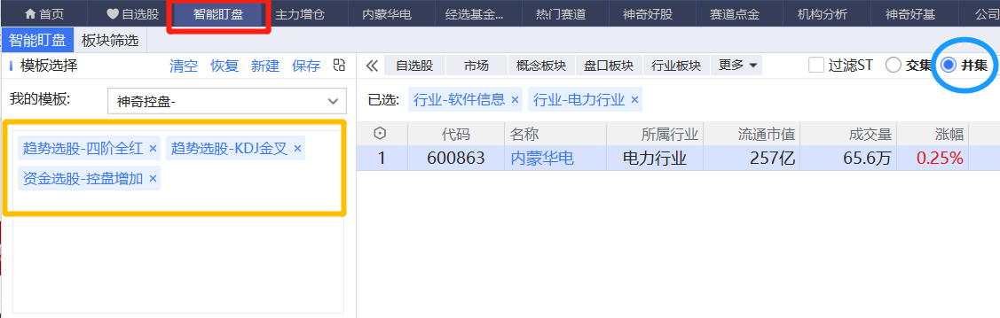 首页 自选股 智能盯盘 主力增仓 内蒙华电 经选基金... 热门赛道 神奇好股 赛道点金 机构分析 神奇好基 公司
智能盯盘 板块筛选
模板选择 清空 恢复 新建 保存 自选股 市场 概念板块 盘口板块 行业板块 更多 过滤ST 交集 并集
我的模板: 神奇控盘- 已选: 行业-软件信息 × 行业-电力行业 ×
代码 名称 所属行业 流通市值 成交量 涨幅
趋势选股-四阶全红 × 趋势选股-KDJ金叉 × 1 600863 内蒙华电 电力行业 257亿 65.6万 0.25%
资金选股-控盘增加 ×